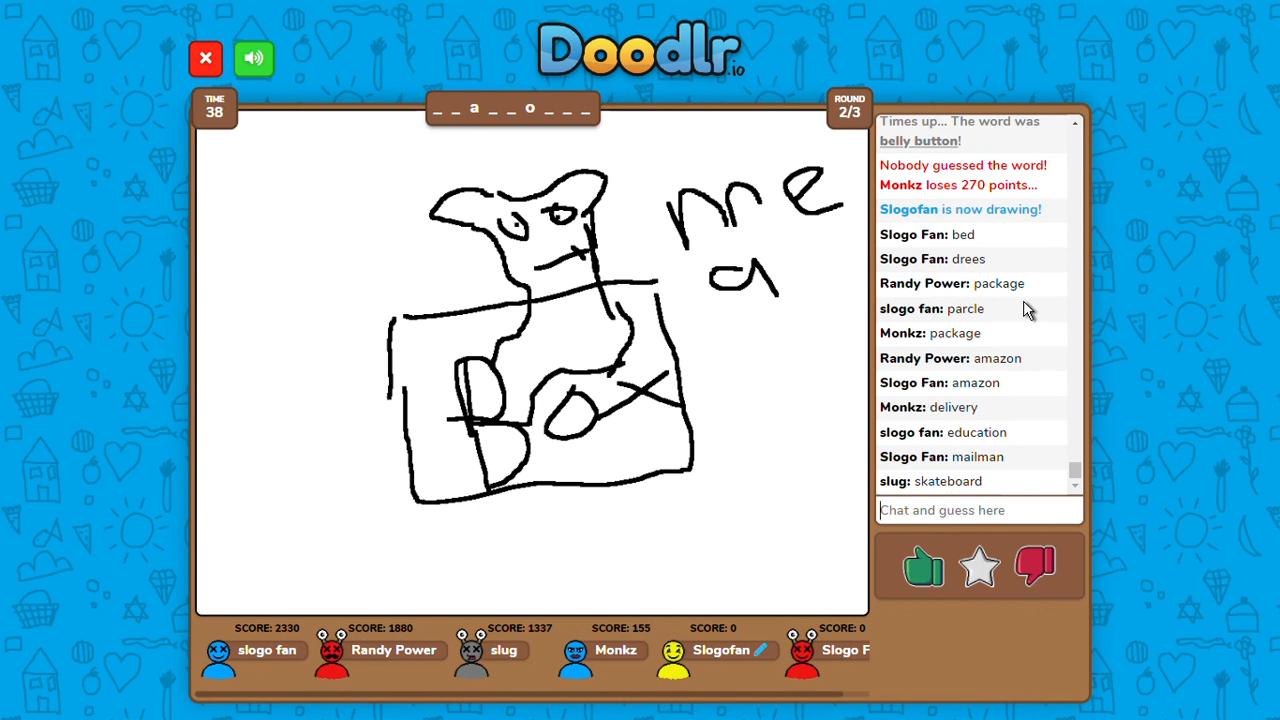 Doodlr
.io
TIME
38
_ _ a _ _ o _ _ _
ROUND
2/3
me
a
Box
Times up... The word was
belly button!
Nobody guessed the word!
Monkz loses 270 points...
Slogofan is now drawing!
Slogo Fan: bed
Slogo Fan: drees
Randy Power: package
slogo fan: parcle
Monkz: package
Randy Power: amazon
Slogo Fan: amazon
Monkz: delivery
slogo fan: education
Slogo Fan: mailman
slug: skateboard
Chat and guess here
SCORE: 2330
slogo fan
SCORE: 1880
Randy Power
SCORE: 1337
slug
SCORE: 155
Monkz
SCORE: 0
Slogofan
SCORE: 0
Slogo F